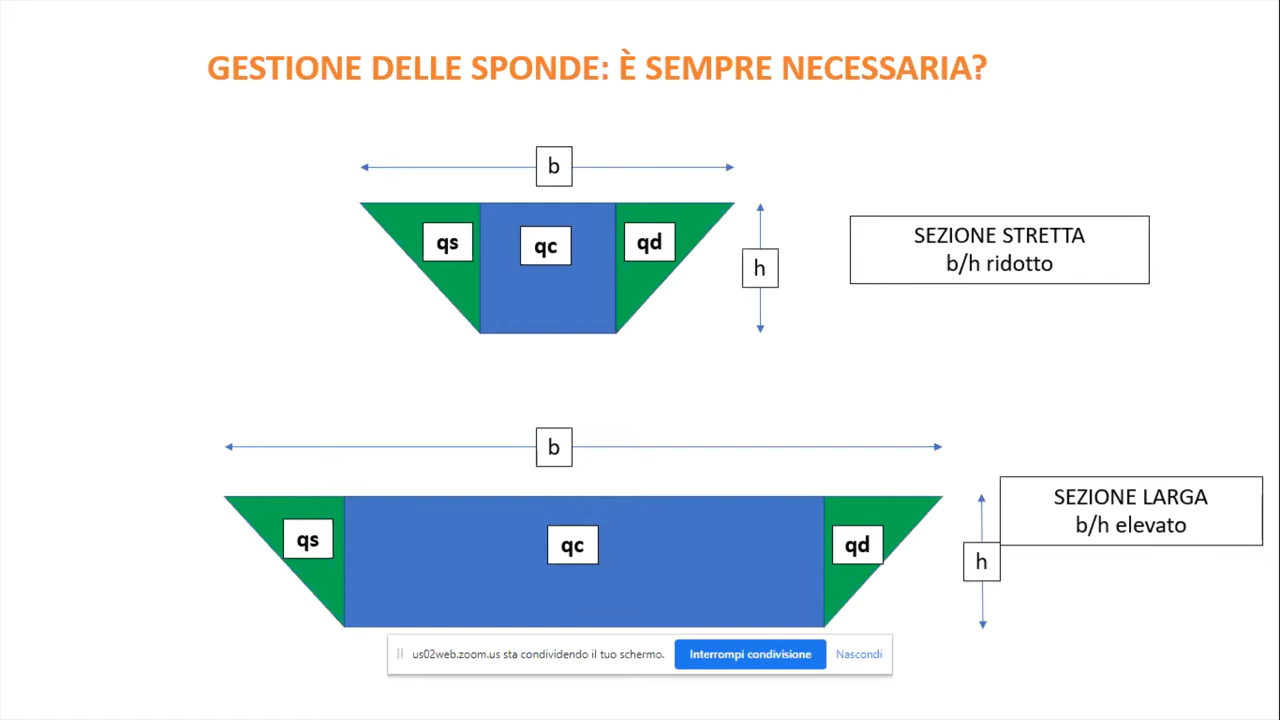 GESTIONE DELLE SPONDE: È SEMPRE NECESSARIA?
b
qs
qc
qd
h
SEZIONE STRETTA
b/h ridotto
b
qs
qc
qd
h
SEZIONE LARGA
b/h elevato
us02web.zoom.us sta condividendo il tuo schermo.
Interrompi condivisione
Nascondi